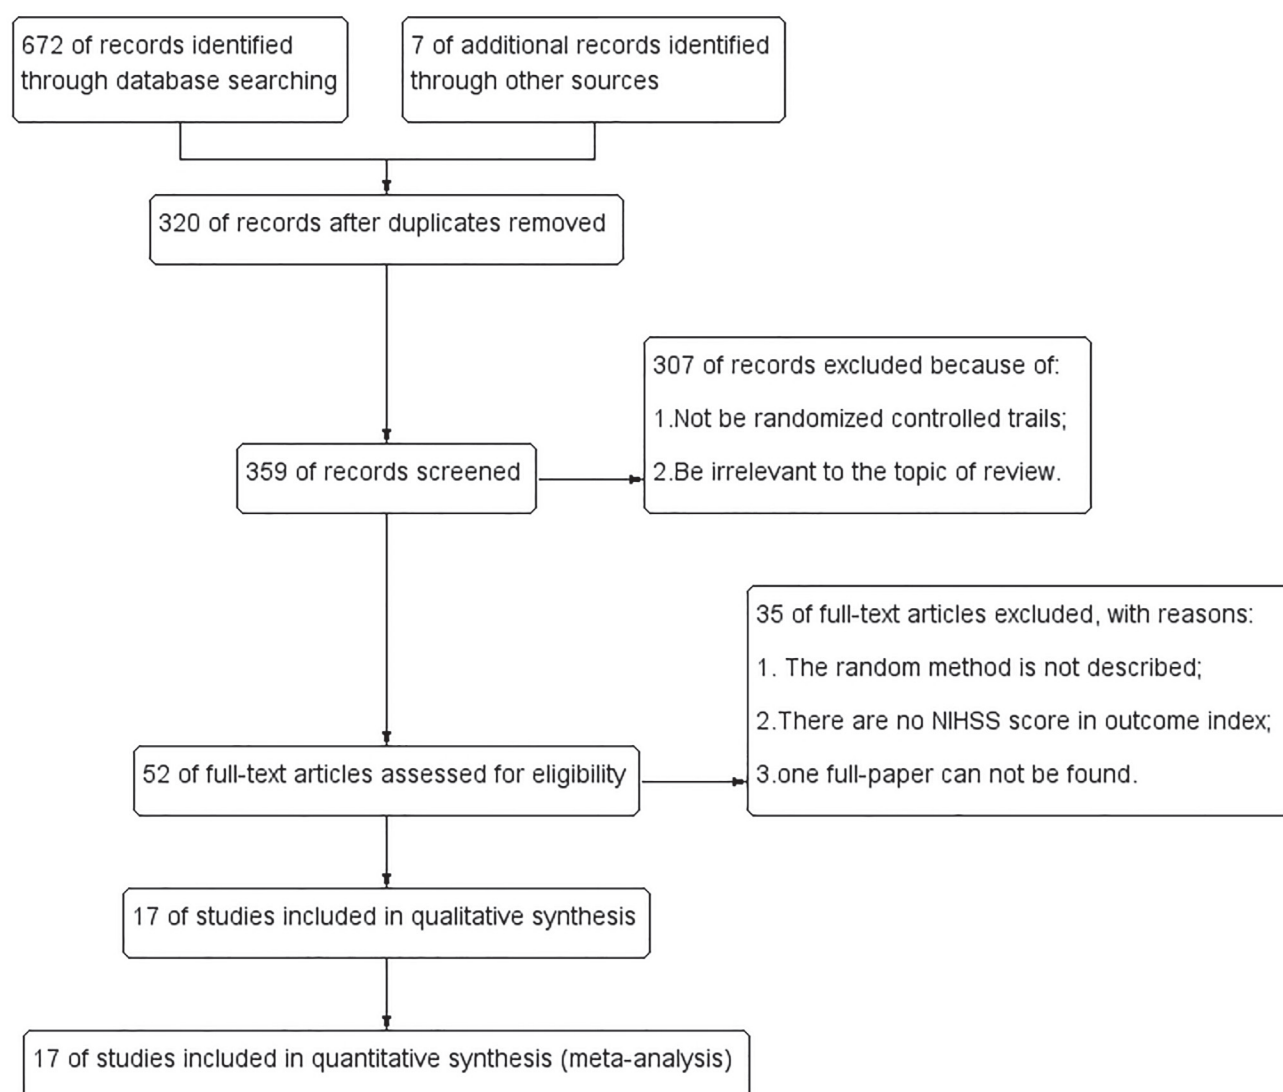 672 of records identified
through database searching
7 of additional records identified
through other sources
320 of records after duplicates removed
307 of records excluded because of:
1.Not be randomized controlled trails;
2.Be irrelevant to the topic of review.
359 of records screened
35 of full-text articles excluded, with reasons:
1. The random method is not described;
2.There are no NIHSS score in outcome index;
3.one full-paper can not be found.
52 of full-text articles assessed for eligibility
17 of studies included in qualitative synthesis
17 of studies included in quantitative synthesis (meta-analysis)